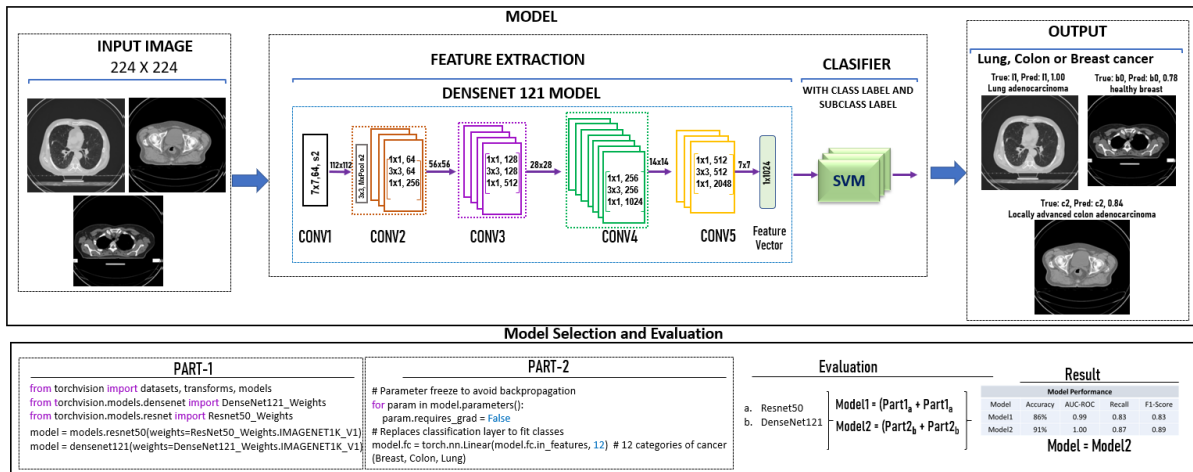 MODEL
INPUT IMAGE
224 X 224
FEATURE EXTRACTION
DENSENET 121 MODEL
7x7,64, s2
CONV1
112x112
3x3, MaxPool s2
1x1, 64
3x3, 64
1x1, 256
CONV2
56x56
1x1, 128
3x3, 128
1x1, 512
CONV3
28x28
1x1, 256
3x3, 256
1x1, 1024
CONV4
14x14
1x1, 512
3x3, 512
1x1, 2048
CONV5
7x7
1x1024
Feature
Vector
CLASIFIER
WITH CLASS LABEL AND
SUBCLASS LABEL
SVM
OUTPUT
Lung, Colon or Breast cancer
True: l1, Pred: l1, 1.00
Lung adenocarcinoma
True: b0, Pred: b0, 0.78
healthy breast
True: c2, Pred: c2, 0.84
Locally advanced colon adenocarcinoma
Model Selection and Evaluation
PART-1
from torchvision import datasets, transforms, models
from torchvision.models.densenet import DenseNet121_Weights
from torchvision.models.resnet import Resnet50_Weights
model = models.resnet50(weights=ResNet50_Weights.IMAGENET1K_V1)
model = densenet121(weights=DenseNet121_Weights.IMAGENET1K_V1)
PART-2
# Parameter freeze to avoid backpropagation
for param in model.parameters():
param.requires_grad = False
# Replaces classification layer to fit classes
model.fc = torch.nn.Linear(model.fc.in_features, 12) # 12 categories of cancer
(Breast, Colon, Lung)
Evaluation
a. Resnet50
b. DenseNet121
Model1 = (Part1a + Part1a
Model2 = (Part2b + Part2b
Result
Model Performance
Model Accuracy AUC-ROC Recall F1-Score
Model1 86% 0.99 0.83 0.83
Model2 91% 1.00 0.87 0.89
Model = Model2